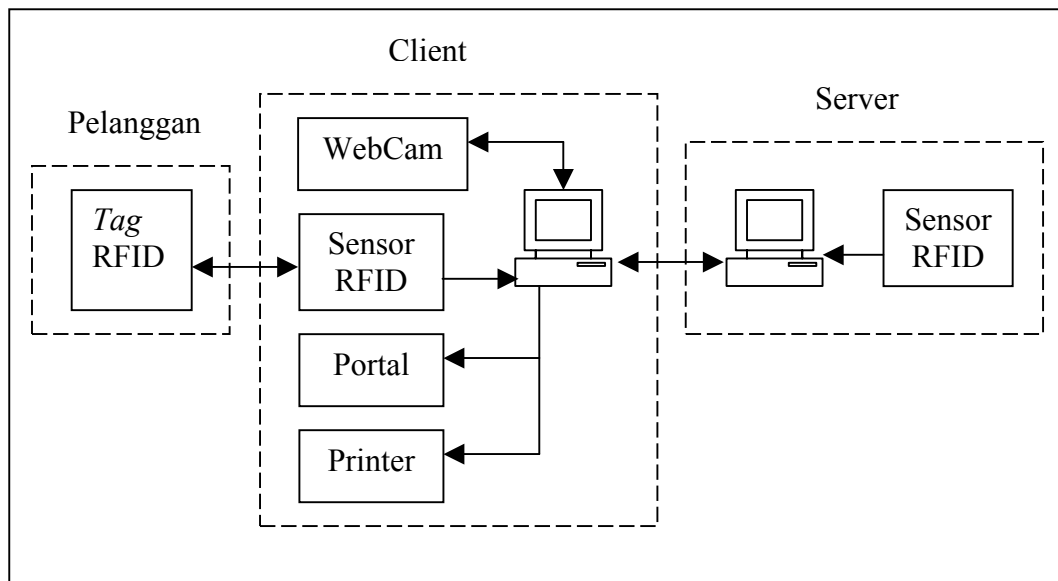 Client
Server
Pelanggan
WebCam
Tag
RFID
Sensor
RFID
Sensor
RFID
Portal
Printer